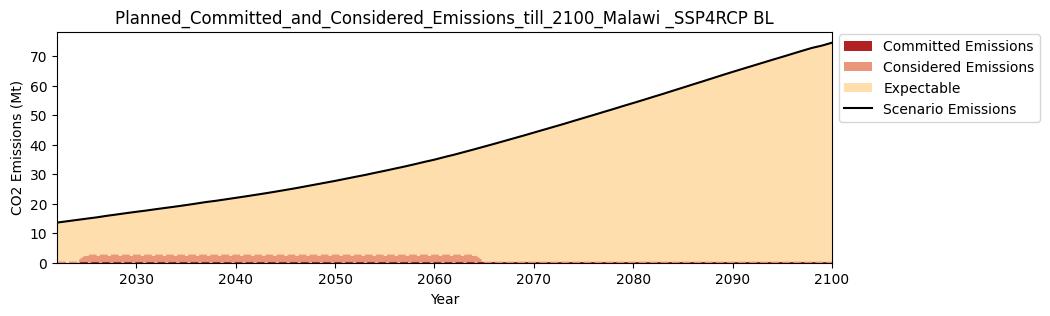 Planned_Committed_and_Considered_Emissions_till_2100_Malawi _SSP4RCP BL
CO2 Emissions (Mt)
70
60
50
40
30
20
10
0
2030 2040 2050 2060 2070 2080 2090 2100
Year
Committed Emissions
Considered Emissions
Expectable
Scenario Emissions